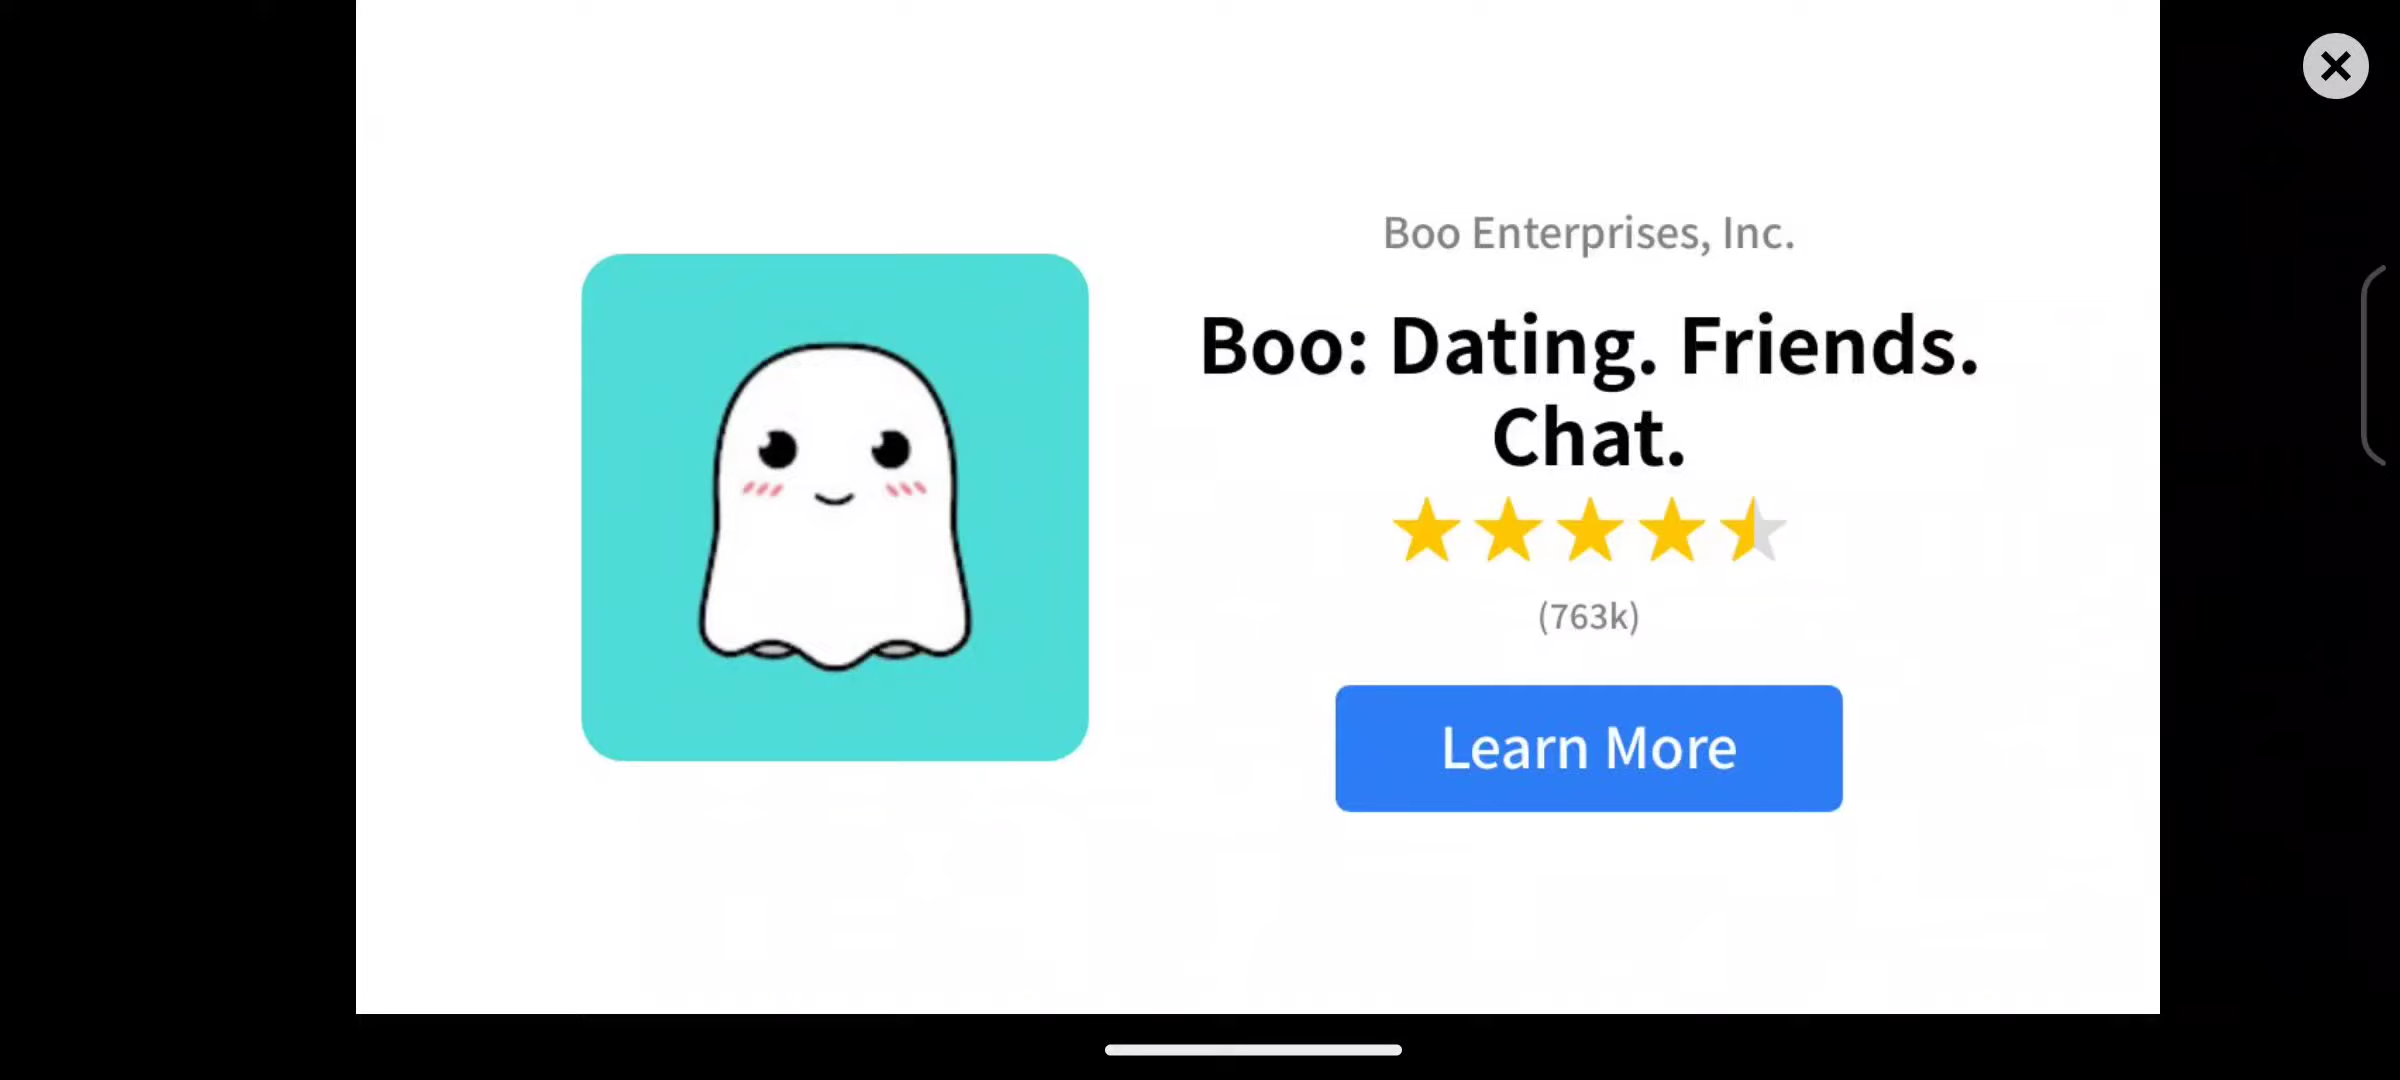 Boo Enterprises, Inc.
Boo: Dating. Friends.
Chat.
(763k)
Learn More